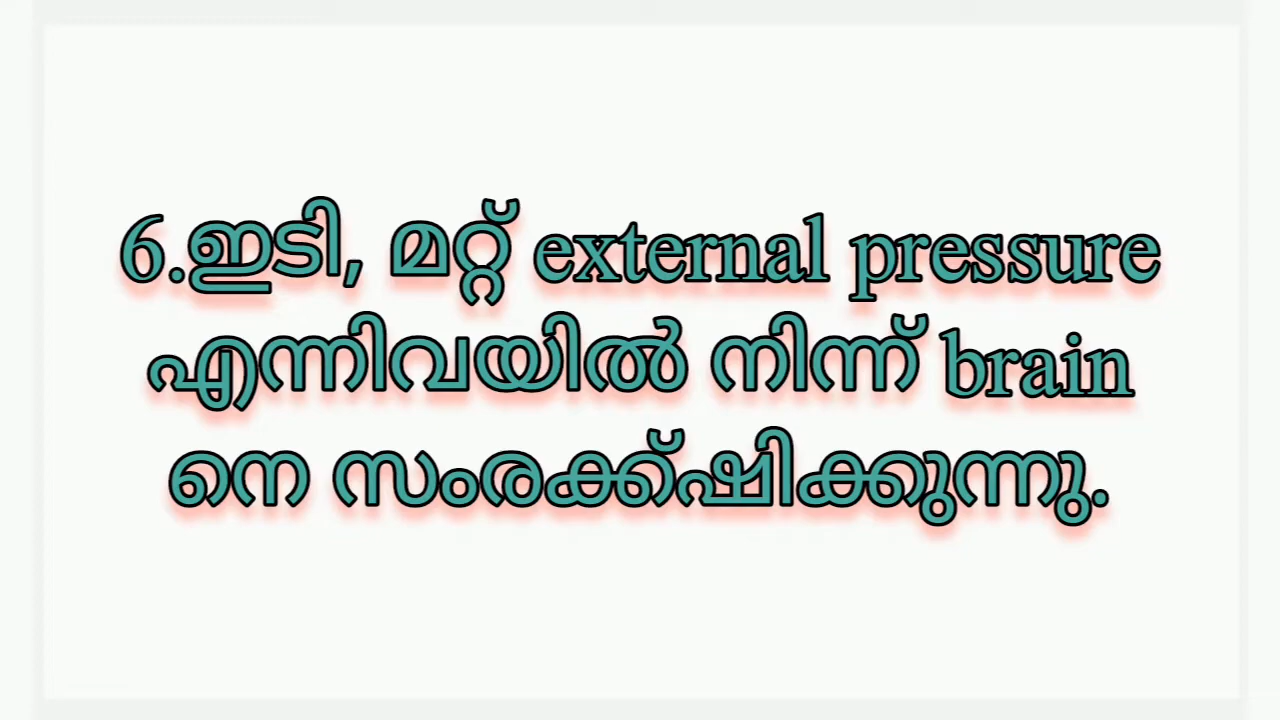 6.ഇടി, മറ്റ് external pressure
എന്നിവയിൽ നിന്ന് brain
നെ സംരക്ക്ഷിക്കുന്നു.